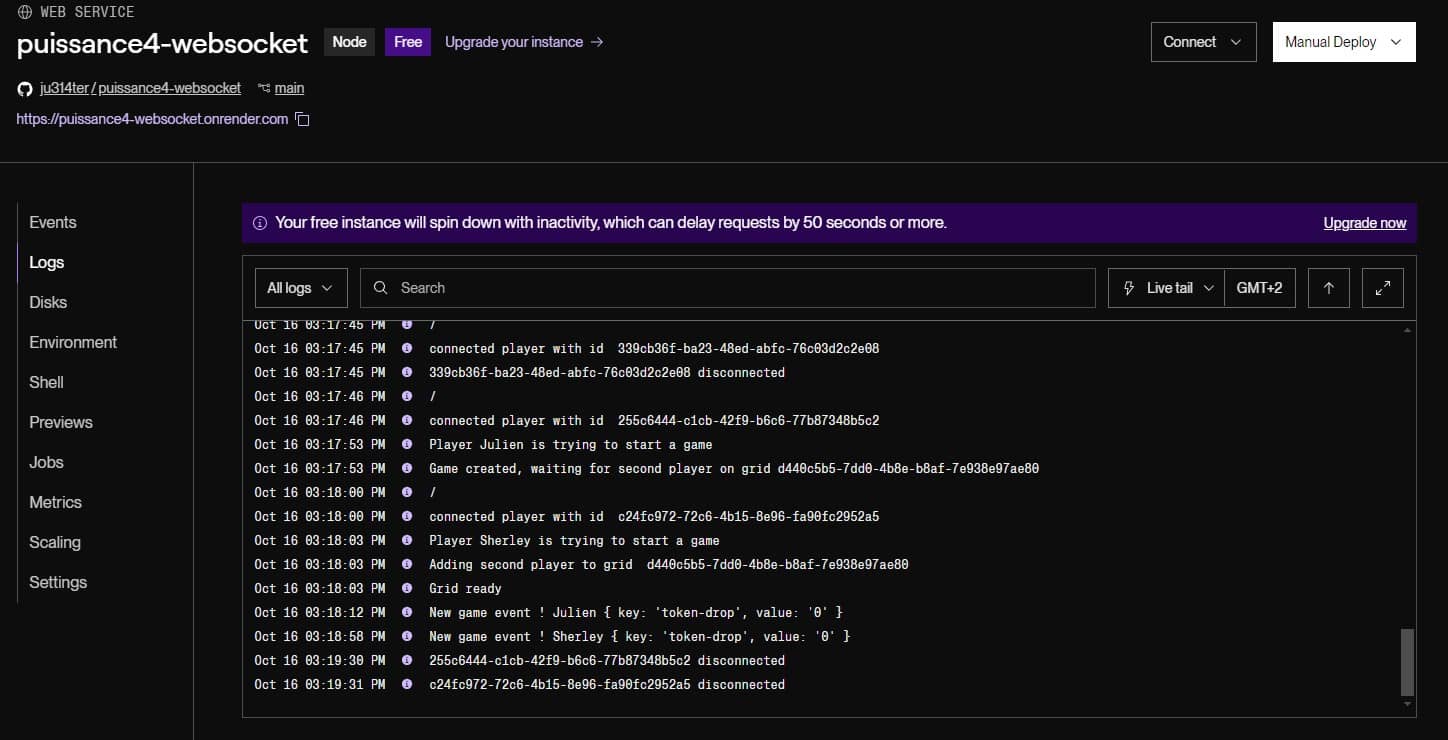 WEB SERVICE
puissance4-websocket Node Free Upgrade your instance → Connect Manual Deploy
ju314ter / puissance4-websocket main
https://puissance4-websocket.onrender.com
Events
Logs
Disks
Environment
Shell
Previews
Jobs
Metrics
Scaling
Settings
Your free instance will spin down with inactivity, which can delay requests by 50 seconds or more. Upgrade now
All logs Search Live tail GMT+2
Oct 16 03:17:45 PM /
Oct 16 03:17:45 PM connected player with id 339cb36f-ba23-48ed-abfc-76c03d2c2e08
Oct 16 03:17:45 PM 339cb36f-ba23-48ed-abfc-76c03d2c2e08 disconnected
Oct 16 03:17:46 PM /
Oct 16 03:17:46 PM connected player with id 255c6444-c1cb-42f9-b6c6-77b87348b5c2
Oct 16 03:17:53 PM Player Julien is trying to start a game
Oct 16 03:17:53 PM Game created, waiting for second player on grid d440c5b5-7dd0-4b8e-b8af-7e938e97ae80
Oct 16 03:18:00 PM /
Oct 16 03:18:00 PM connected player with id c24fc972-72c6-4b15-8e96-fa90fc2952a5
Oct 16 03:18:03 PM Player Sherley is trying to start a game
Oct 16 03:18:03 PM Adding second player to grid d440c5b5-7dd0-4b8e-b8af-7e938e97ae80
Oct 16 03:18:03 PM Grid ready
Oct 16 03:18:12 PM New game event ! Julien { key: 'token-drop', value: '0' }
Oct 16 03:18:58 PM New game event ! Sherley { key: 'token-drop', value: '0' }
Oct 16 03:19:30 PM 255c6444-c1cb-42f9-b6c6-77b87348b5c2 disconnected
Oct 16 03:19:31 PM c24fc972-72c6-4b15-8e96-fa90fc2952a5 disconnected